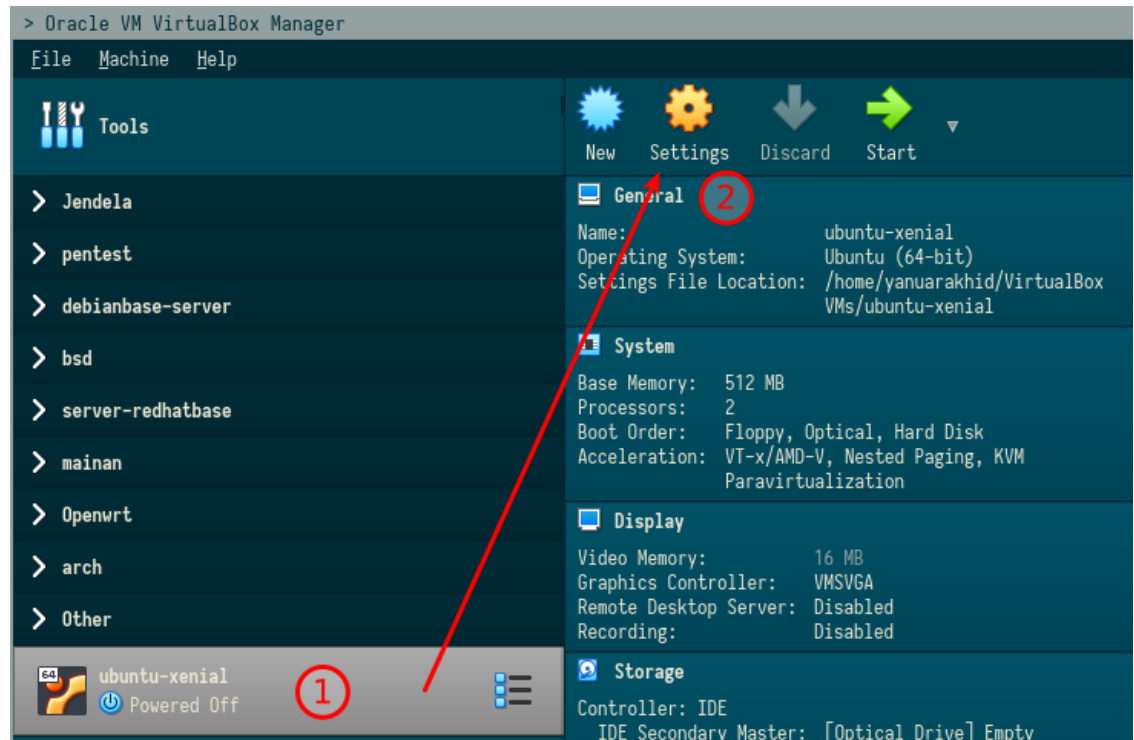 > Oracle VM VirtualBox Manager
File Machine Help
Tools
New Settings Discard Start
Jendela
pentest
debianbase-server
bsd
server-redhatbase
mainan
Openwrt
arch
Other
64
ubuntu-xenial
Powered Off
1
General
2
Name: ubuntu-xenial
Operating System: Ubuntu (64-bit)
Settings File Location: /home/yanuarakhid/VirtualBox
VMs/ubuntu-xenial
System
Base Memory: 512 MB
Processors: 2
Boot Order: Floppy, Optical, Hard Disk
Acceleration: VT-x/AMD-V, Nested Paging, KVM
Paravirtualization
Display
Video Memory: 16 MB
Graphics Controller: VMSVGA
Remote Desktop Server: Disabled
Recording: Disabled
Storage
Controller: IDE
IDE Secondary Master: [Optical Drive] Empty